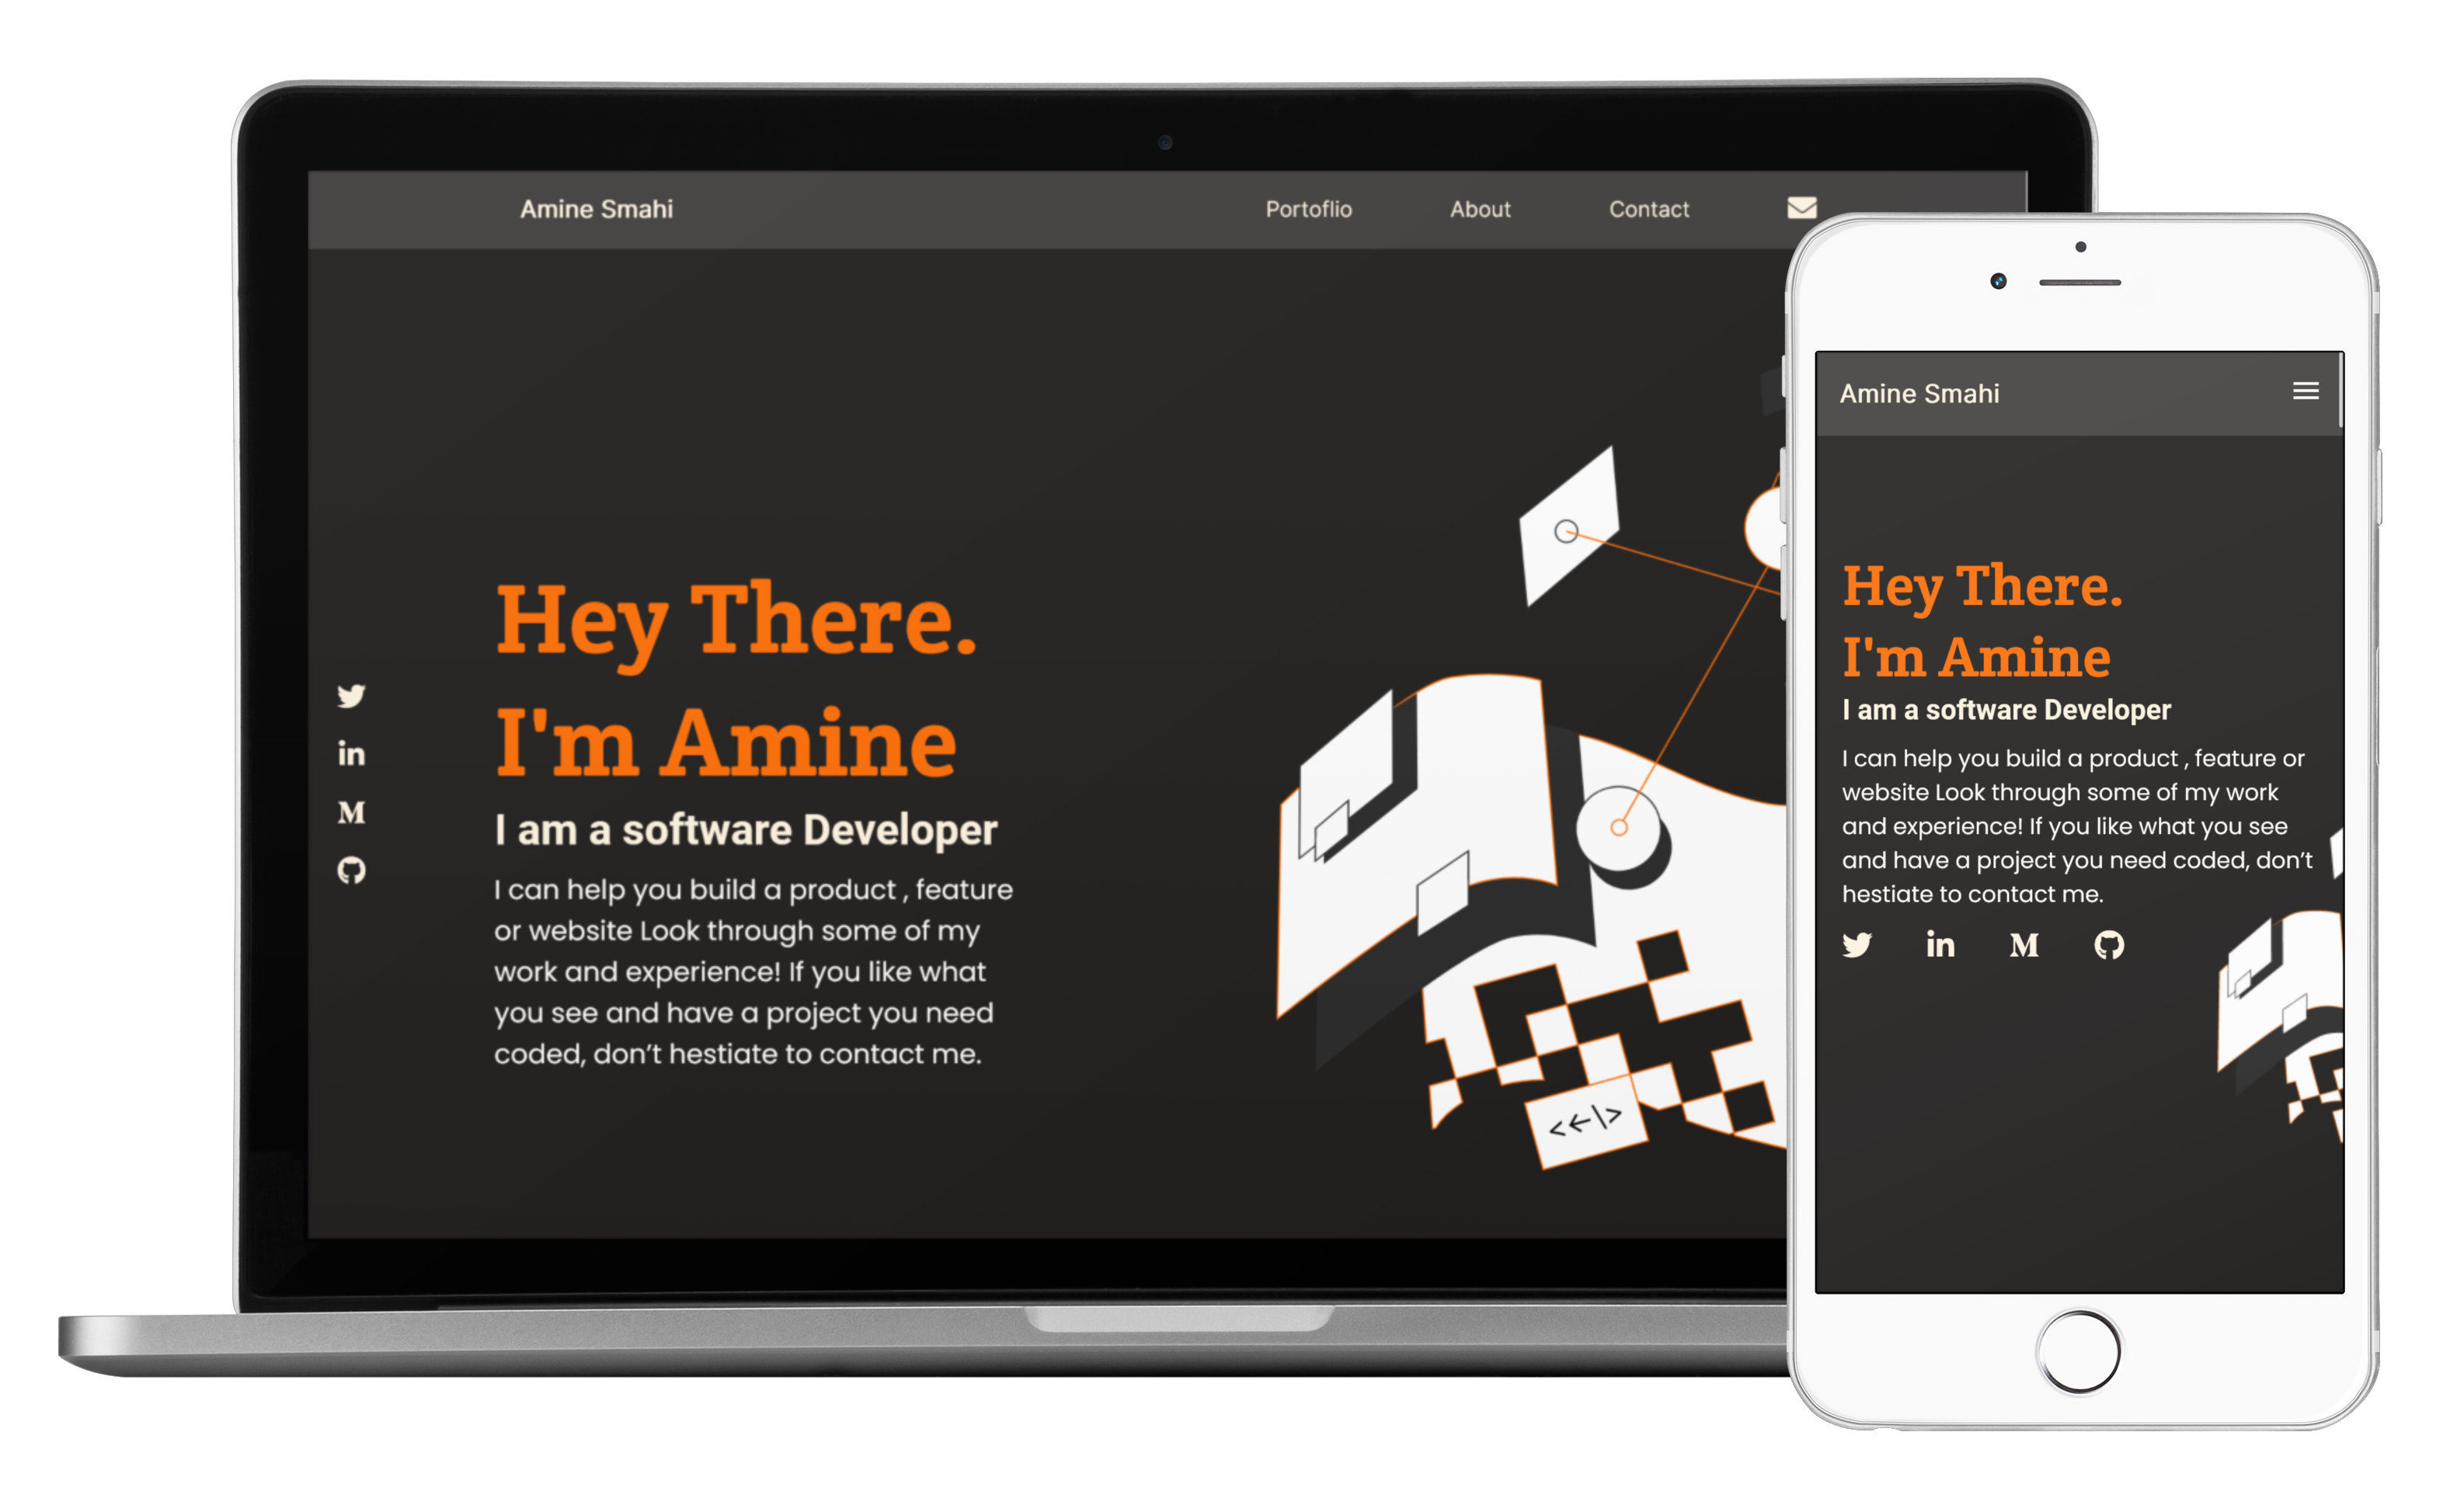 Amine Smahi
Portoflio
About
Contact
Hey There.
I'm Amine
I am a software Developer
I can help you build a product , feature
or website Look through some of my
work and experience! If you like what
you see and have a project you need
coded, don’t hestiate to contact me.
in
M
<←\>
Amine Smahi
Hey There.
I'm Amine
I am a software Developer
I can help you build a product , feature or
website Look through some of my work
and experience! If you like what you see
and have a project you need coded, don’t
hestiate to contact me.
in
M